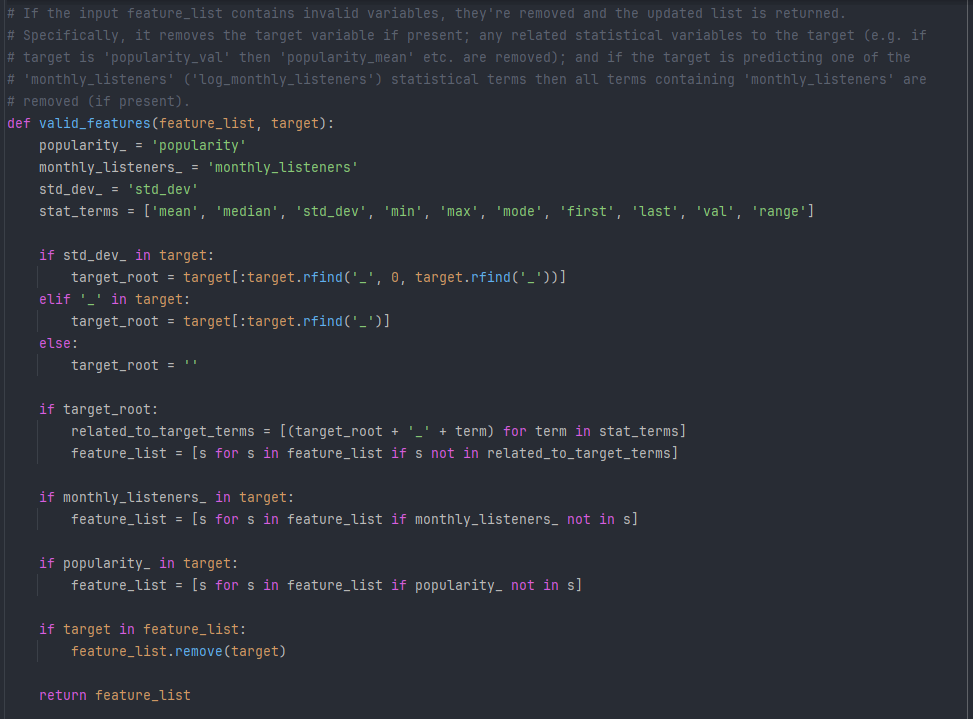 # If the input feature_list contains invalid variables, they're removed and the updated list is returned.
# Specifically, it removes the target variable if present; any related statistical variables to the target (e.g. if
# target is 'popularity_val' then 'popularity_mean' etc. are removed); and if the target is predicting one of the
# 'monthly_listeners' ('log_monthly_listeners') statistical terms then all terms containing 'monthly_listeners' are
# removed (if present).
def valid_features(feature_list, target):
    popularity_ = 'popularity'
    monthly_listeners_ = 'monthly_listeners'
    std_dev_ = 'std_dev'
    stat_terms = ['mean', 'median', 'std_dev', 'min', 'max', 'mode', 'first', 'last', 'val', 'range']

    if std_dev_ in target:
        target_root = target[:target.rfind('_', 0, target.rfind('_'))]
    elif '_' in target:
        target_root = target[:target.rfind('_')]
    else:
        target_root = ''

    if target_root:
        related_to_target_terms = [(target_root + '_' + term) for term in stat_terms]
        feature_list = [s for s in feature_list if s not in related_to_target_terms]

    if monthly_listeners_ in target:
        feature_list = [s for s in feature_list if monthly_listeners_ not in s]

    if popularity_ in target:
        feature_list = [s for s in feature_list if popularity_ not in s]

    if target in feature_list:
        feature_list.remove(target)

    return feature_list